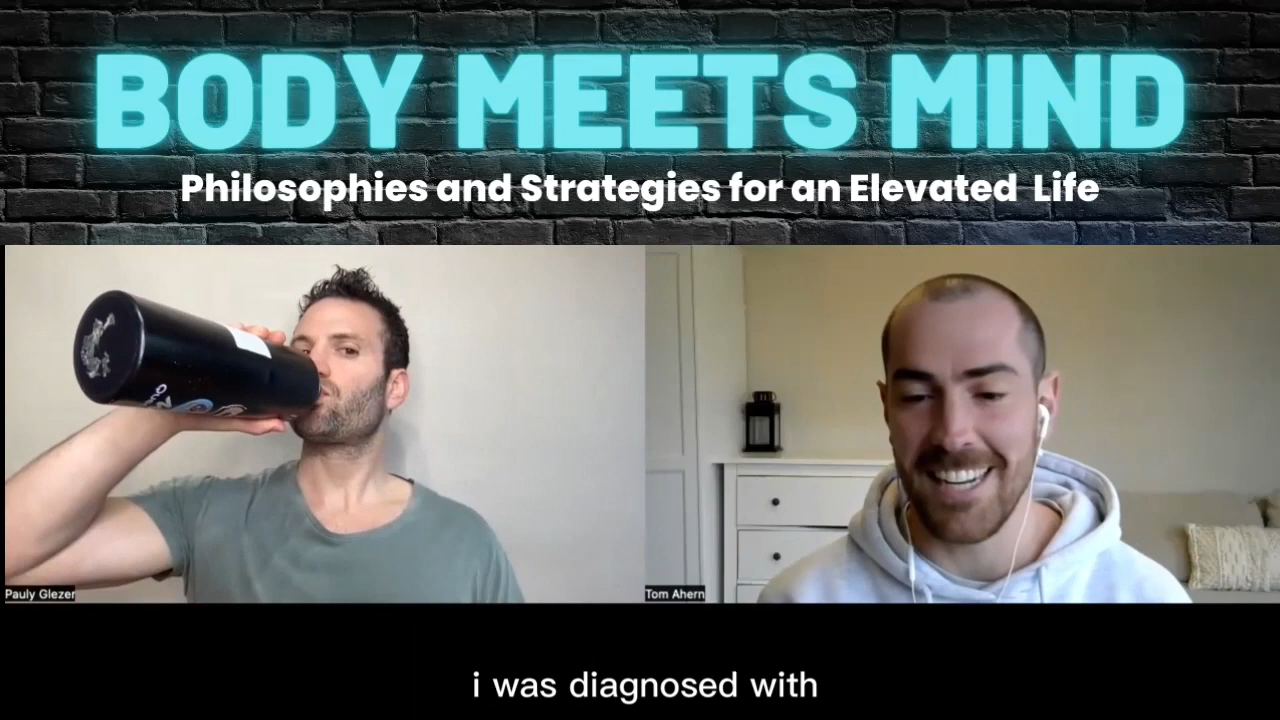 BODY MEETS MIND
Philosophies and Strategies for an Elevated Life
Pauly Glezer
Tom Ahern
i was diagnosed with